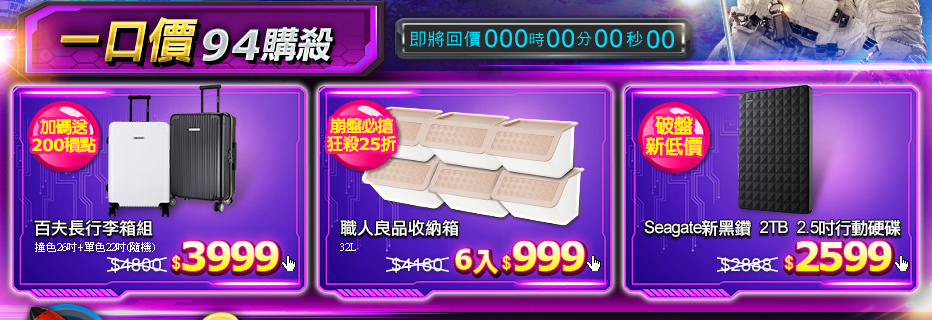 一口價94購殺
即將回價000時00分00秒00
加碼送
200積點
百夫長行李箱組
撞色26吋+單色22吋(隨機)
$4800 $3999
崩盤必搶
狂殺25折
職人良品收納箱
32L
$4160 6入$999
破盤
新低價
Seagate新黑鑽 2TB 2.5吋行動硬碟
$2888 $2599